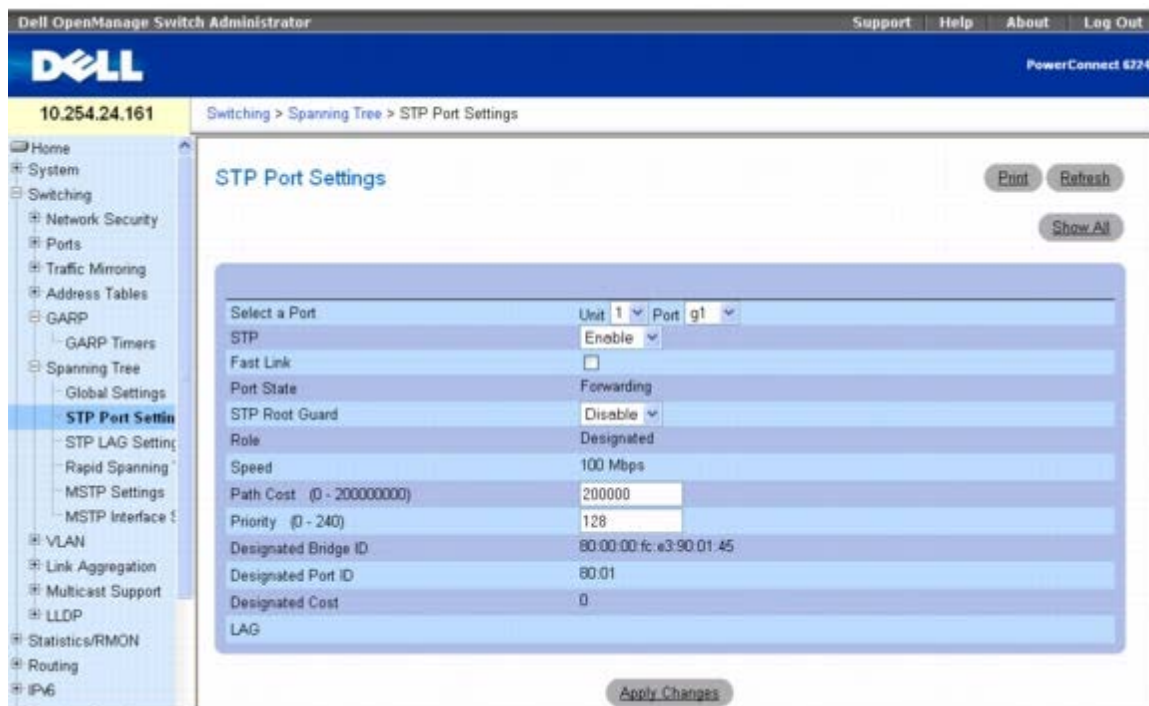 Dell OpenManage Switch Administrator
Support Help About Log Out
DELL
PowerConnect 6224
10.254.24.161
Switching > Spanning Tree > STP Port Settings
Home
System
Switching
Network Security
Ports
Traffic Mirroring
Address Tables
GARP
GARP Timers
Spanning Tree
Global Settings
STP Port Settin
STP LAG Setting
Rapid Spanning
MSTP Settings
MSTP Interface S
VLAN
Link Aggregation
Multicast Support
LLDP
Statistics/RMON
Routing
IPv6
STP Port Settings
Print Refresh
Show All
Select a Port Unit 1 Port g1
STP Enable
Fast Link
Port State Forwarding
STP Root Guard Disable
Role Designated
Speed 100 Mbps
Path Cost (0 - 200000000) 200000
Priority (0 - 240) 128
Designated Bridge ID 80:00:00:fc:e3:90:01:45
Designated Port ID 80:01
Designated Cost 0
LAG
Apply Changes